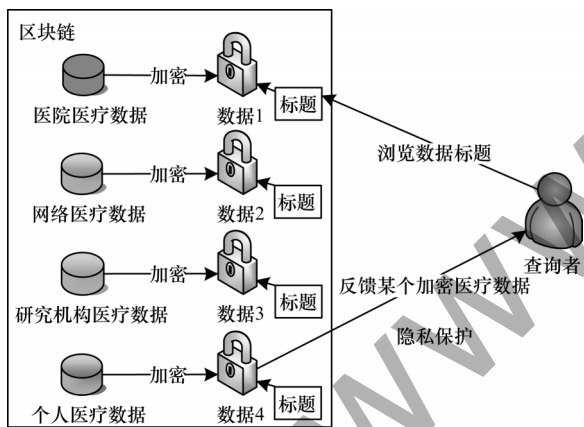 区块链
加密
标题
医院医疗数据
数据1
浏览数据标题
加密
标题
网络医疗数据
数据2
查询者
加密
标题
研究机构医疗数据
数据3
反馈某个加密医疗数据
隐私保护
加密
标题
个人医疗数据
数据4